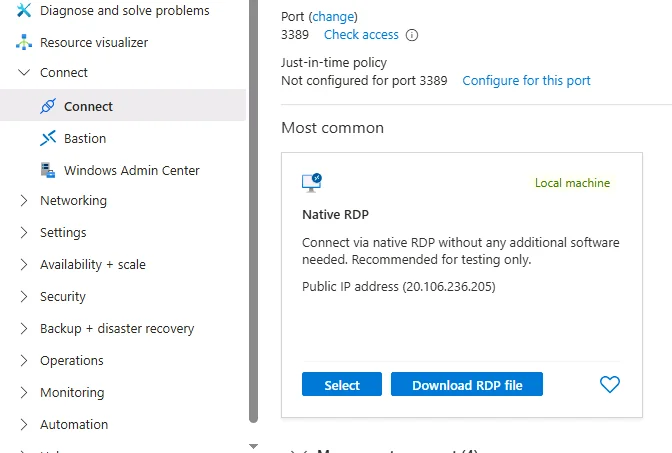 Diagnose and solve problems
Resource visualizer
Connect
Connect
Bastion
Windows Admin Center
Networking
Settings
Availability + scale
Security
Backup + disaster recovery
Operations
Monitoring
Automation
Port (change)
3389 Check access
Just-in-time policy
Not configured for port 3389 Configure for this port
Most common
Local machine
Native RDP
Connect via native RDP without any additional software
needed. Recommended for testing only.
Public IP address (20.106.236.205)
Select
Download RDP file